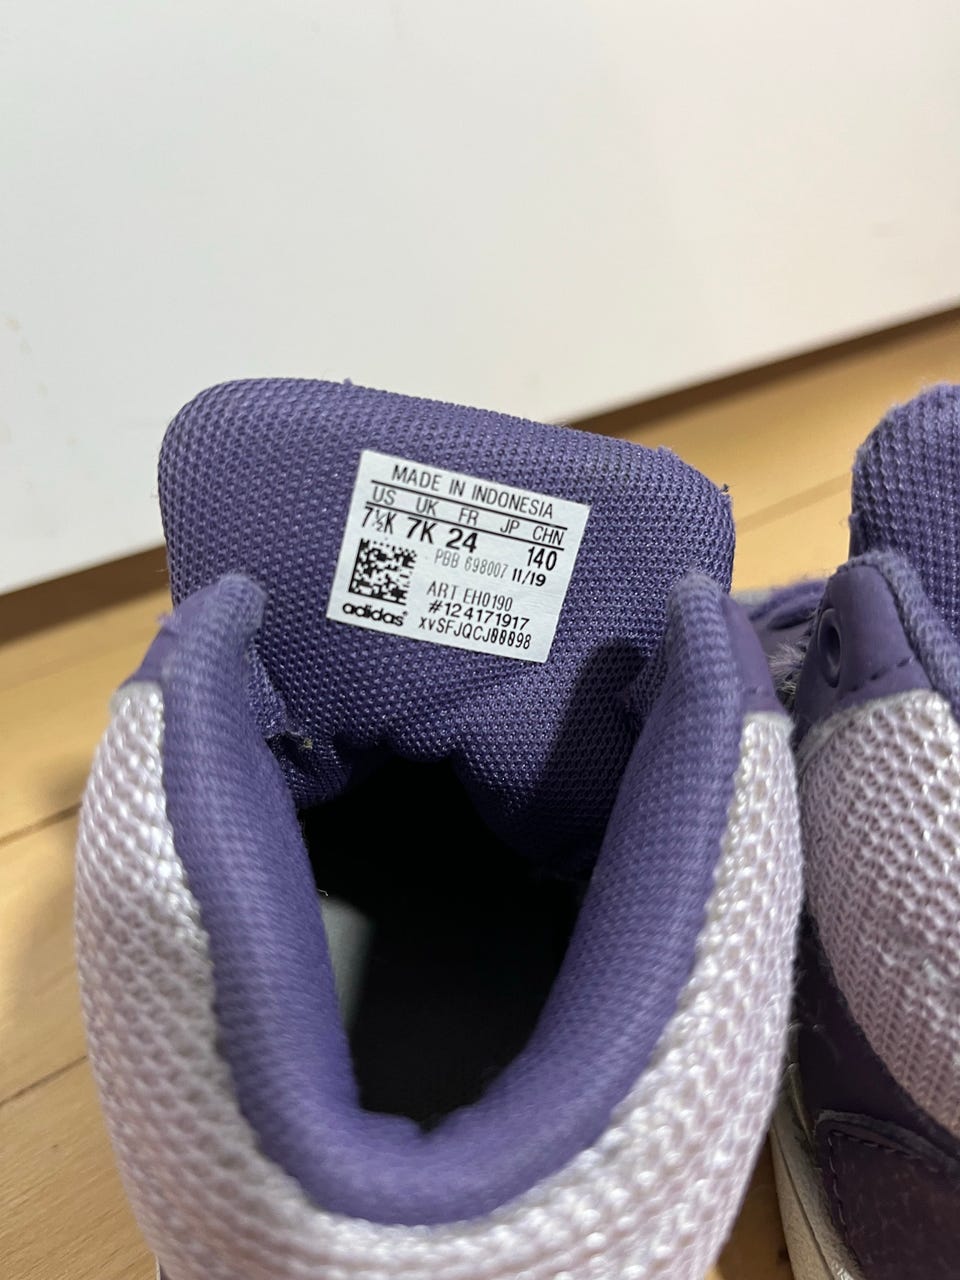 MADE IN INDONESIA
US UK FR JP CHN
7½K 7K 24 140
PBB 698007 11/19
ART EH0190
#124171917
adidas®